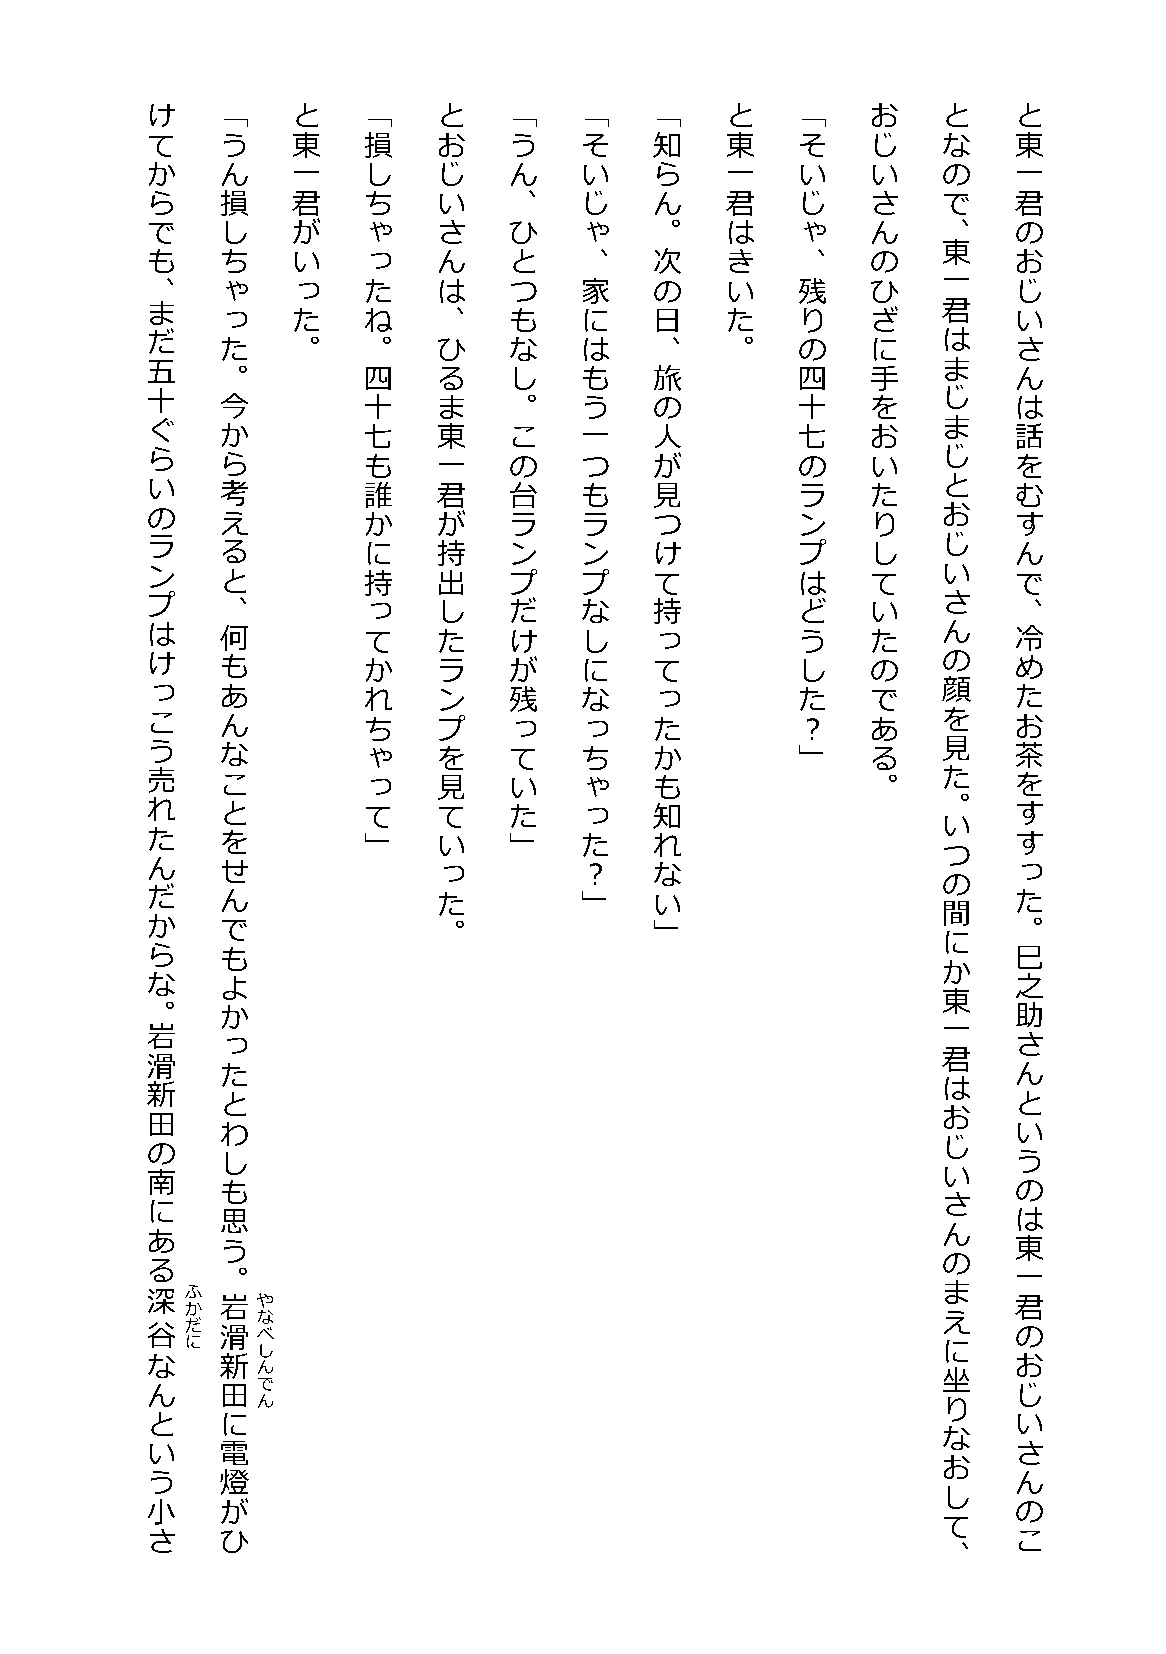 と東一君のおじいさんは話をむすんで、冷めたお茶をすすった。巳之助さんというのは東一君のおじいさんのこ
となので、東一君はまじまじとおじいさんの顔を見た。いつの間にか東一君はおじいさんのまえに坐りなおして、
おじいさんのひざに手をおいたりしていたのである。
「そいじゃ、残りの四十七のランプはどうした？」
と東一君はきいた。
「知らん。次の日、旅の人が見つけて持ってったかも知れない」
「そいじゃ、家にはもう一つもランプなしになっちゃった？」
「うん、ひとつもなし。この台ランプだけが残っていた」
とおじいさんは、ひるま東一君が持出したランプを見ていった。
「損しちゃったね。四十七も誰かに持ってかれちゃって」
と東一君がいった。
やなべしんでん
「うん損しちゃった。今から考えると、何もあんなことをせんでもよかったとわしも思う。岩滑新田に電燈がひ
ふかだに
けてからでも、まだ五十ぐらいのランプはけっこう売れたんだからな。岩滑新田の南にある深谷なんという小さ